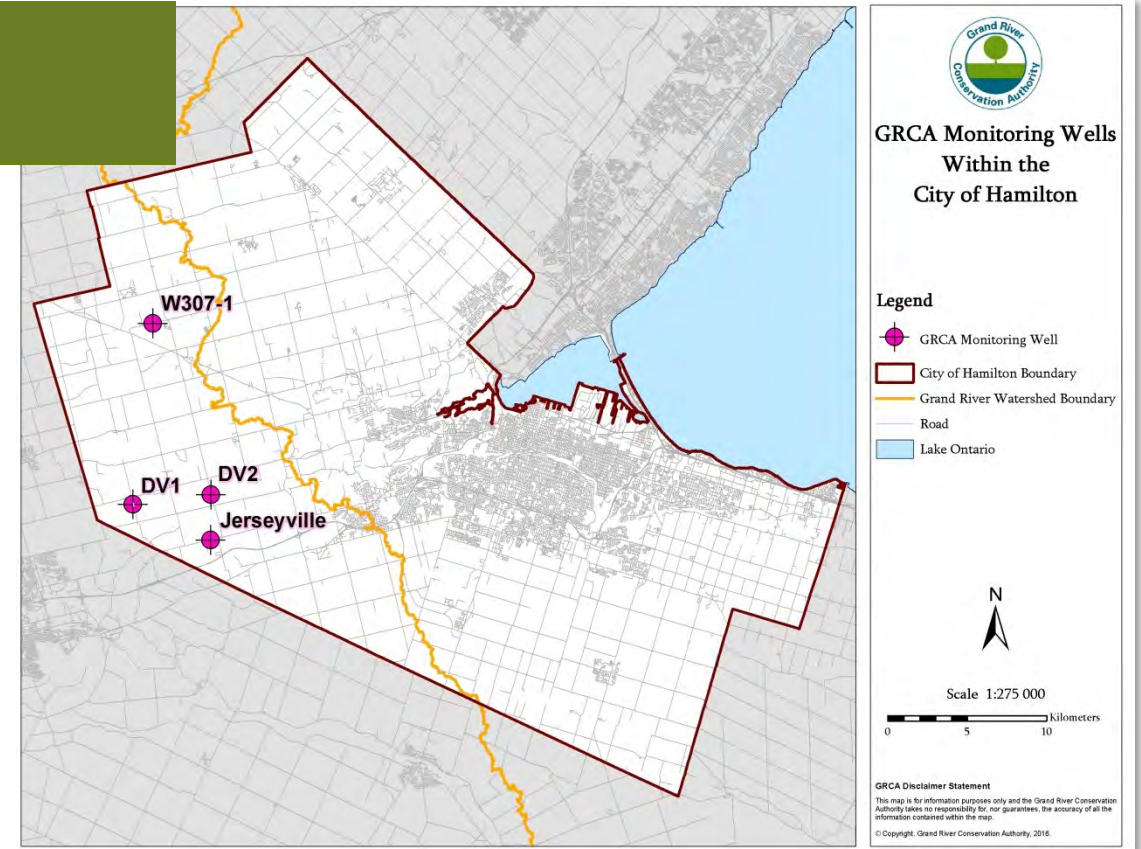 W307-1
DV1
DV2
Jerseyville
Grand River
Conservation Authority
GRCA Monitoring Wells
Within the
City of Hamilton
Legend
GRCA Monitoring Well
City of Hamilton Boundary
Grand River Watershed Boundary
Road
Lake Ontario
N
Scale 1:275 000
Kilometers
0 5 10
GRCA Disclaimer Statement
This map is for information purposes only and the Grand River Conservation
Authority takes no responsibility for, nor guarantees, the accuracy of all the
information contained within the map.
© Copyright. Grand River Conservation Authority, 2016.